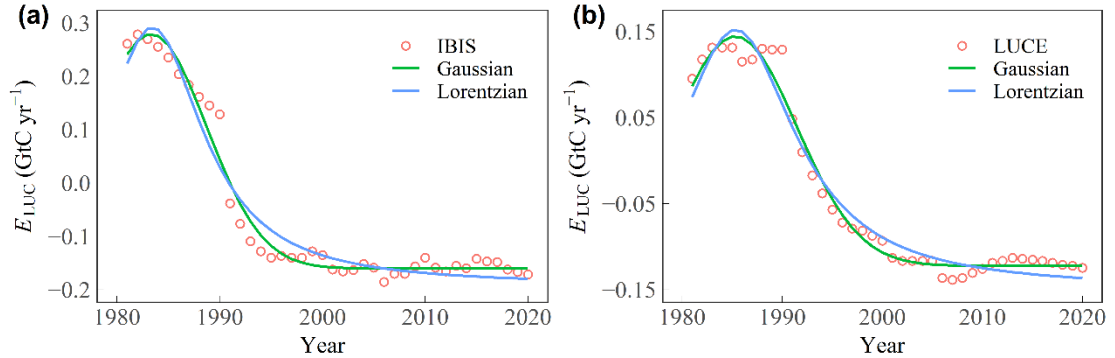 (a)
IBIS
Gaussian
Lorentzian
0.3
0.2
0.1
0.0
−0.1
−0.2
E_LUC (GtC yr⁻¹)
1980
1990
2000
2010
2020
Year
(b)
LUCE
Gaussian
Lorentzian
0.15
0.05
−0.05
−0.15
E_LUC (GtC yr⁻¹)
1980
1990
2000
2010
2020
Year